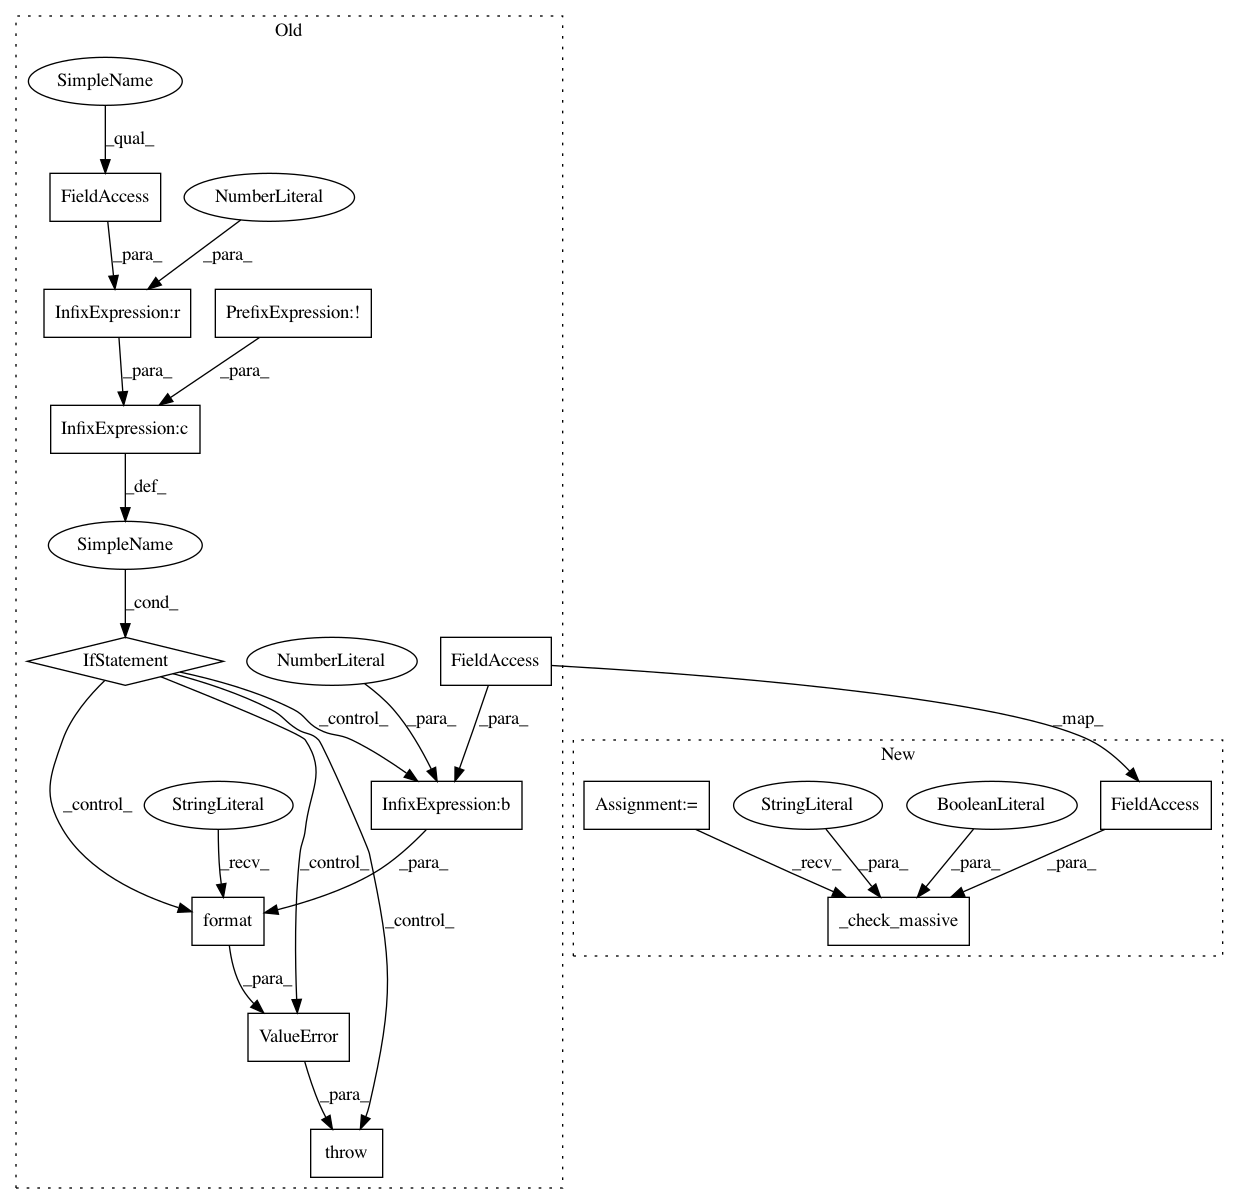 Old
SimpleName
_qual_
FieldAccess
NumberLiteral
_para_
_para_
InfixExpression:r
PrefixExpression:!
_para_
_para_
InfixExpression:c
_def_
SimpleName
_cond_
IfStatement
NumberLiteral
FieldAccess
_control_
_para_
_para_
_map_
New
StringLiteral
InfixExpression:b
Assignment:=
StringLiteral
BooleanLiteral
FieldAccess
_control_
_recv_
_control_
_para_
_recv_
_para_
_para_
_para_
format
_control_
_check_massive
_para_
ValueError
_para_
throw